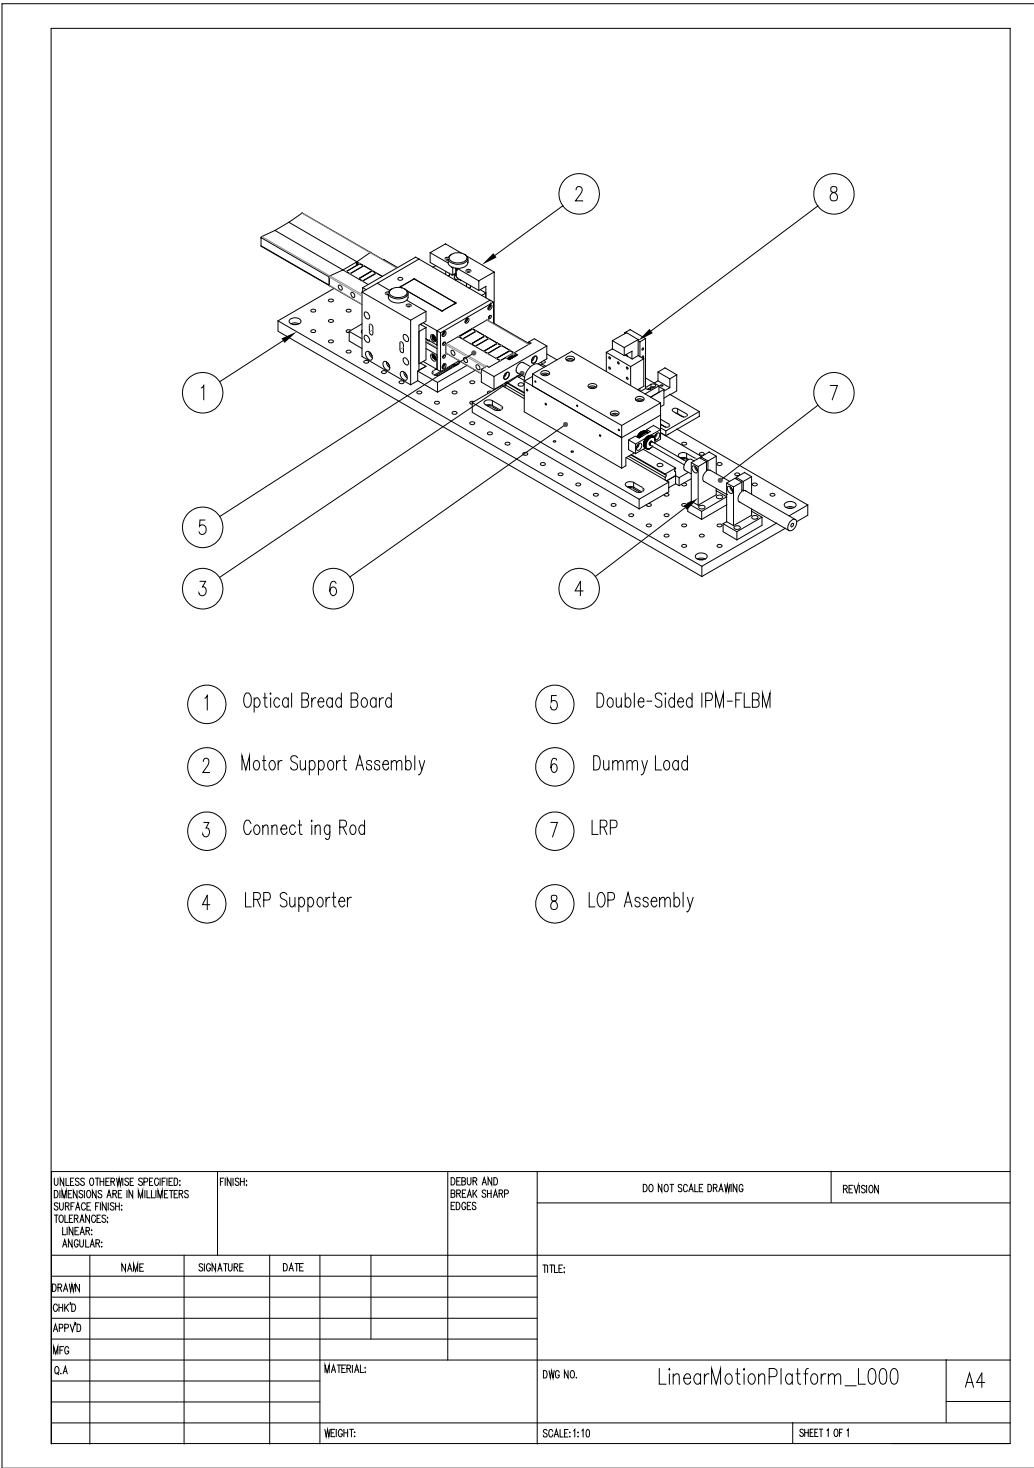 2
8
1
7
5
3
6
4
1 Optical Bread Board
5 Double-Sided IPM-FLBM
2 Motor Support Assembly
6 Dummy Load
3 Connect ing Rod
7 LRP
4 LRP Supporter
8 LOP Assembly
UNLESS OTHERWISE SPECIFIED:
DIMENSIONS ARE IN MILLIMETERS
SURFACE FINISH:
TOLERANCES:
LINEAR:
ANGULAR:
FINISH:
DEBUR AND
BREAK SHARP
EDGES
DO NOT SCALE DRAWING
REVISION
NAME SIGNATURE DATE
TITLE:
DRAWN
CHK'D
APPV'D
MFG
Q.A
MATERIAL:
DWG NO.
LinearMotionPlatform_L000
A4
WEIGHT:
SCALE:1:10
SHEET 1 OF 1